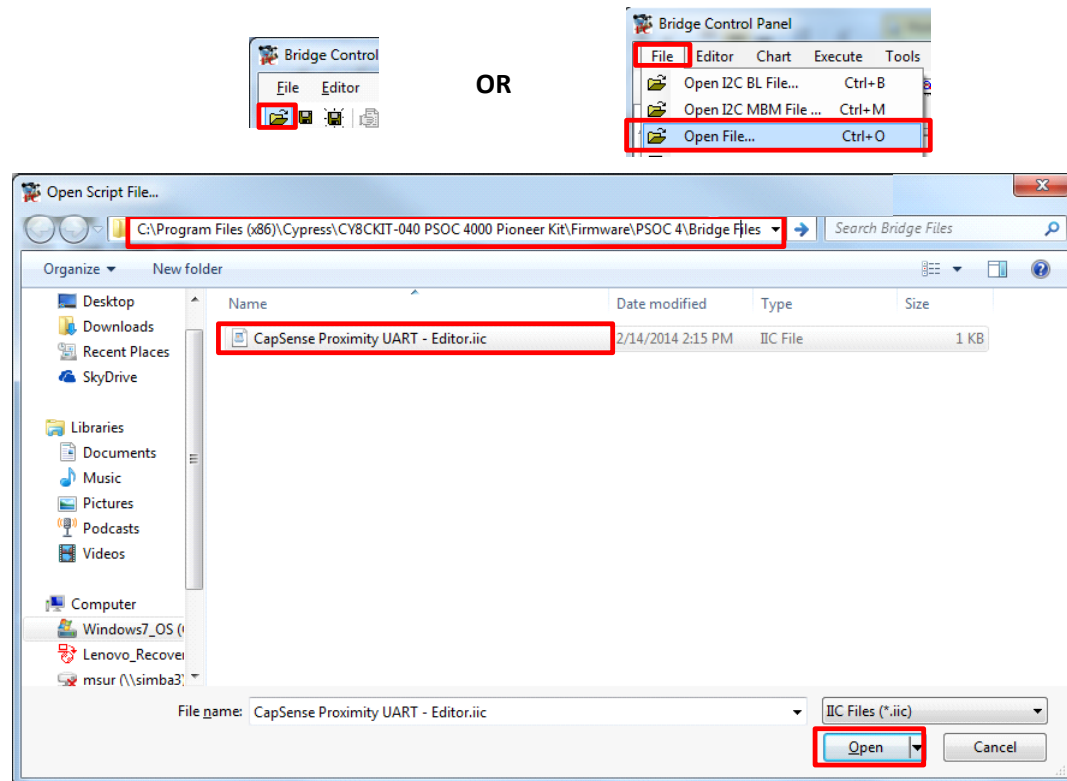 Bridge Control
File Editor
OR
Bridge Control Panel
File Editor Chart Execute Tools
Open I2C BL File... Ctrl+B
Open I2C MBM File ... Ctrl+M
Open File... Ctrl+O
Open Script File...
C:\Program Files (x86)\Cypress\CY8CKIT-040 PSOC 4000 Pioneer Kit\Firmware\PSOC 4\Bridge Files
Search Bridge Files
Organize New folder
Desktop
Downloads
Recent Places
SkyDrive
Libraries
Documents
Music
Pictures
Podcasts
Videos
Computer
Windows7_OS (
Lenovo_Recover
msur (\\simba3)
Name Date modified Type Size
CapSense Proximity UART - Editor.iic 2/14/2014 2:15 PM IIC File 1 KB
File name: CapSense Proximity UART - Editor.iic IIC Files (*.iic)
Open Cancel